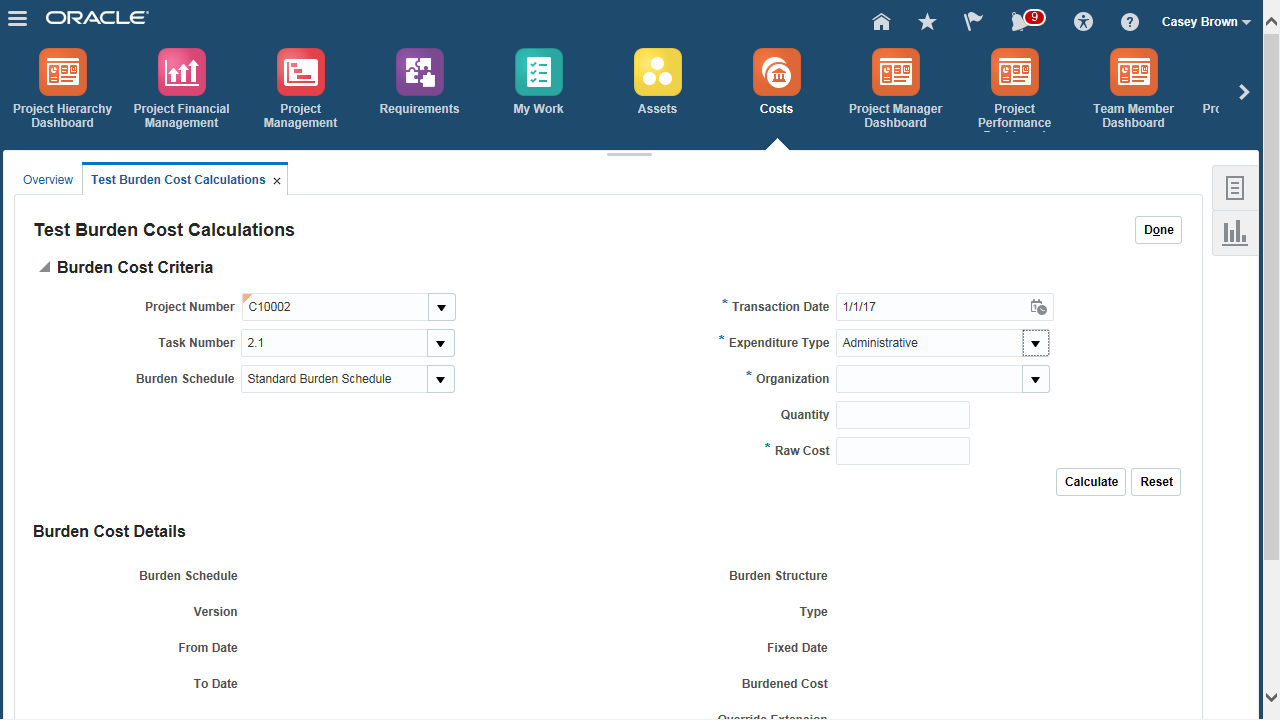 ORACLE
9
Casey Brown
Project Hierarchy
Dashboard
Project Financial
Management
Project
Management
Requirements
My Work
Assets
Costs
Project Manager
Dashboard
Project
Performance
Team Member
Dashboard
Overview
Test Burden Cost Calculations
Test Burden Cost Calculations
Done
Burden Cost Criteria
Project Number C10002
* Transaction Date 1/1/17
Task Number 2.1
* Expenditure Type Administrative
Burden Schedule Standard Burden Schedule
* Organization
Quantity
* Raw Cost
Calculate Reset
Burden Cost Details
Burden Schedule
Burden Structure
Version
Type
From Date
Fixed Date
To Date
Burdened Cost
Override Extension